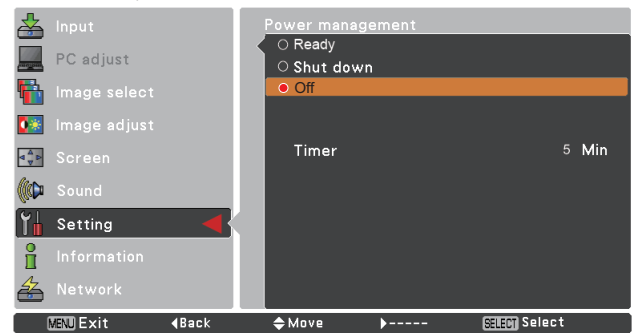 Input
PC adjust
Image select
Image adjust
Screen
Sound
Setting
Information
Network
Power management
Ready
Shut down
Off
Timer 5 Min
MENU Exit ◀Back Move ▶----- SELECT Select